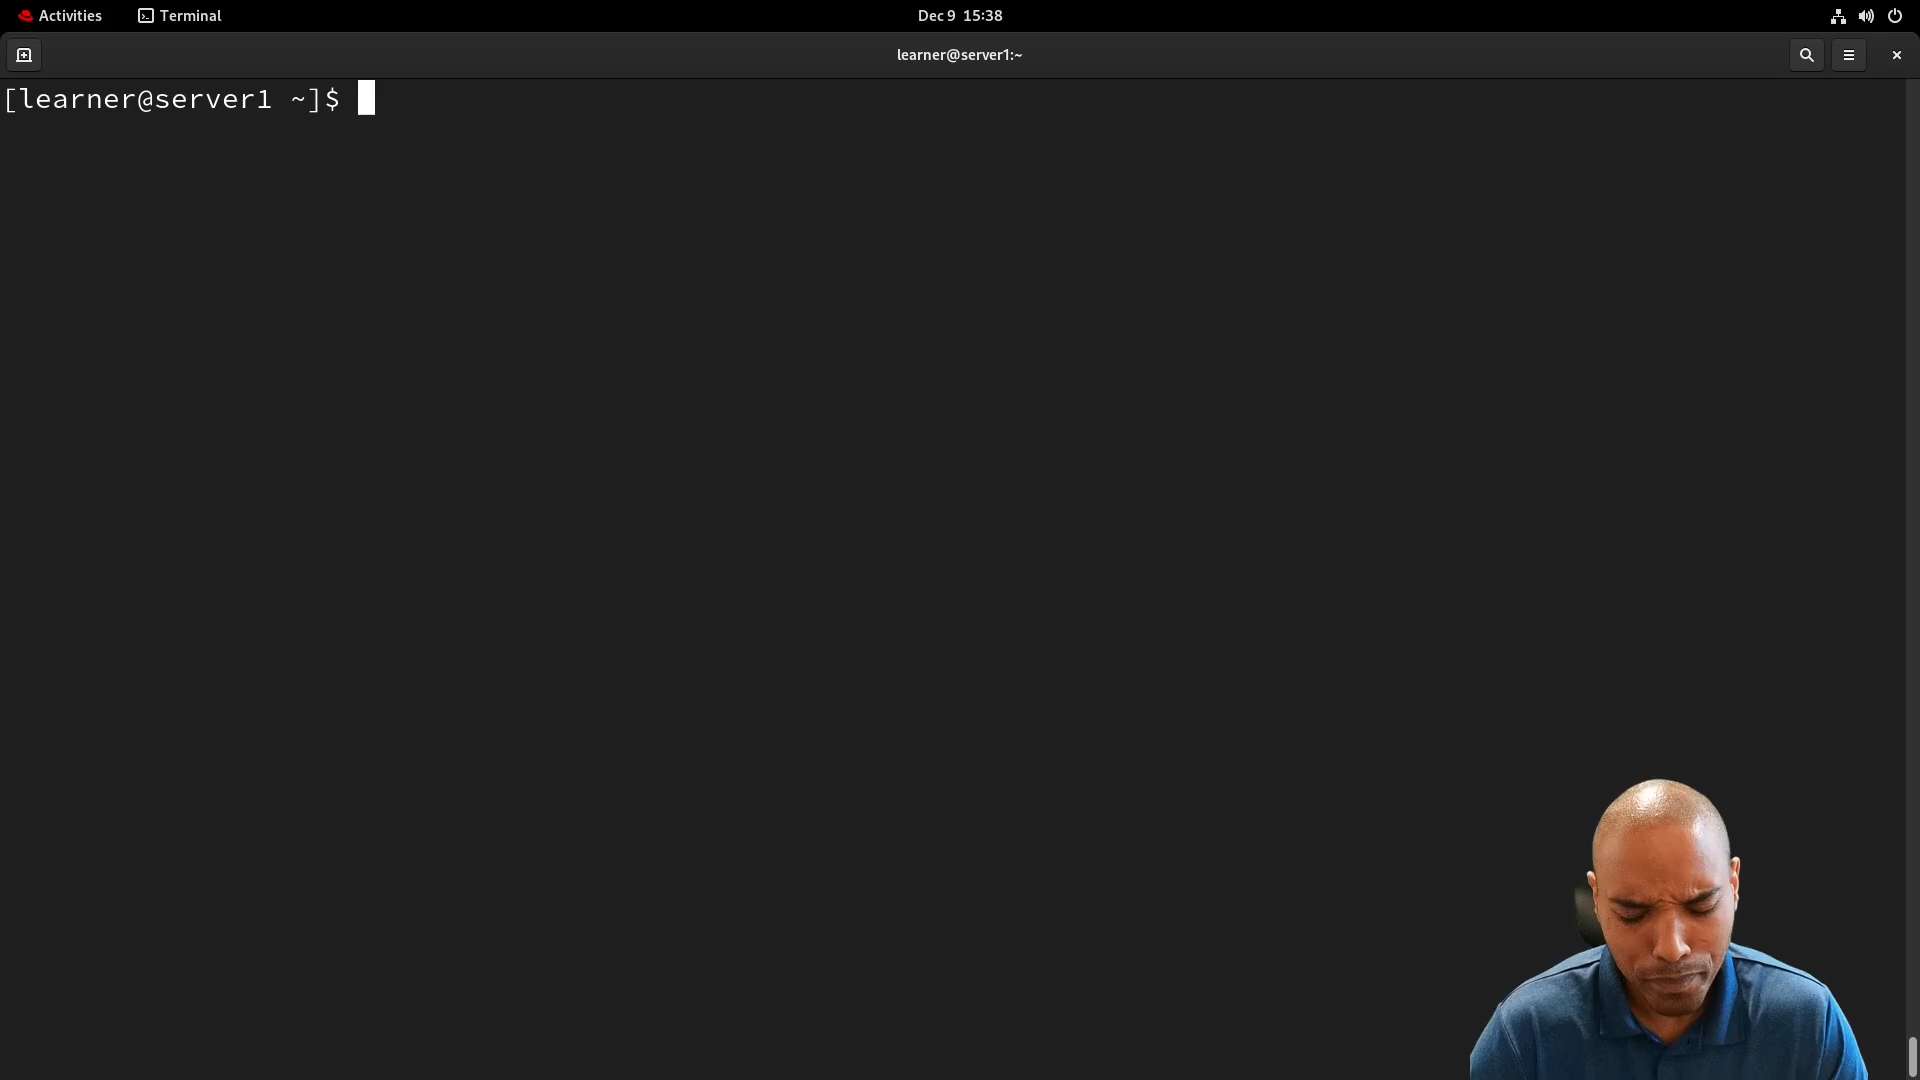 Activities
Terminal
Dec 9 15:38
learner@server1:~
[learner@server1 ~]$